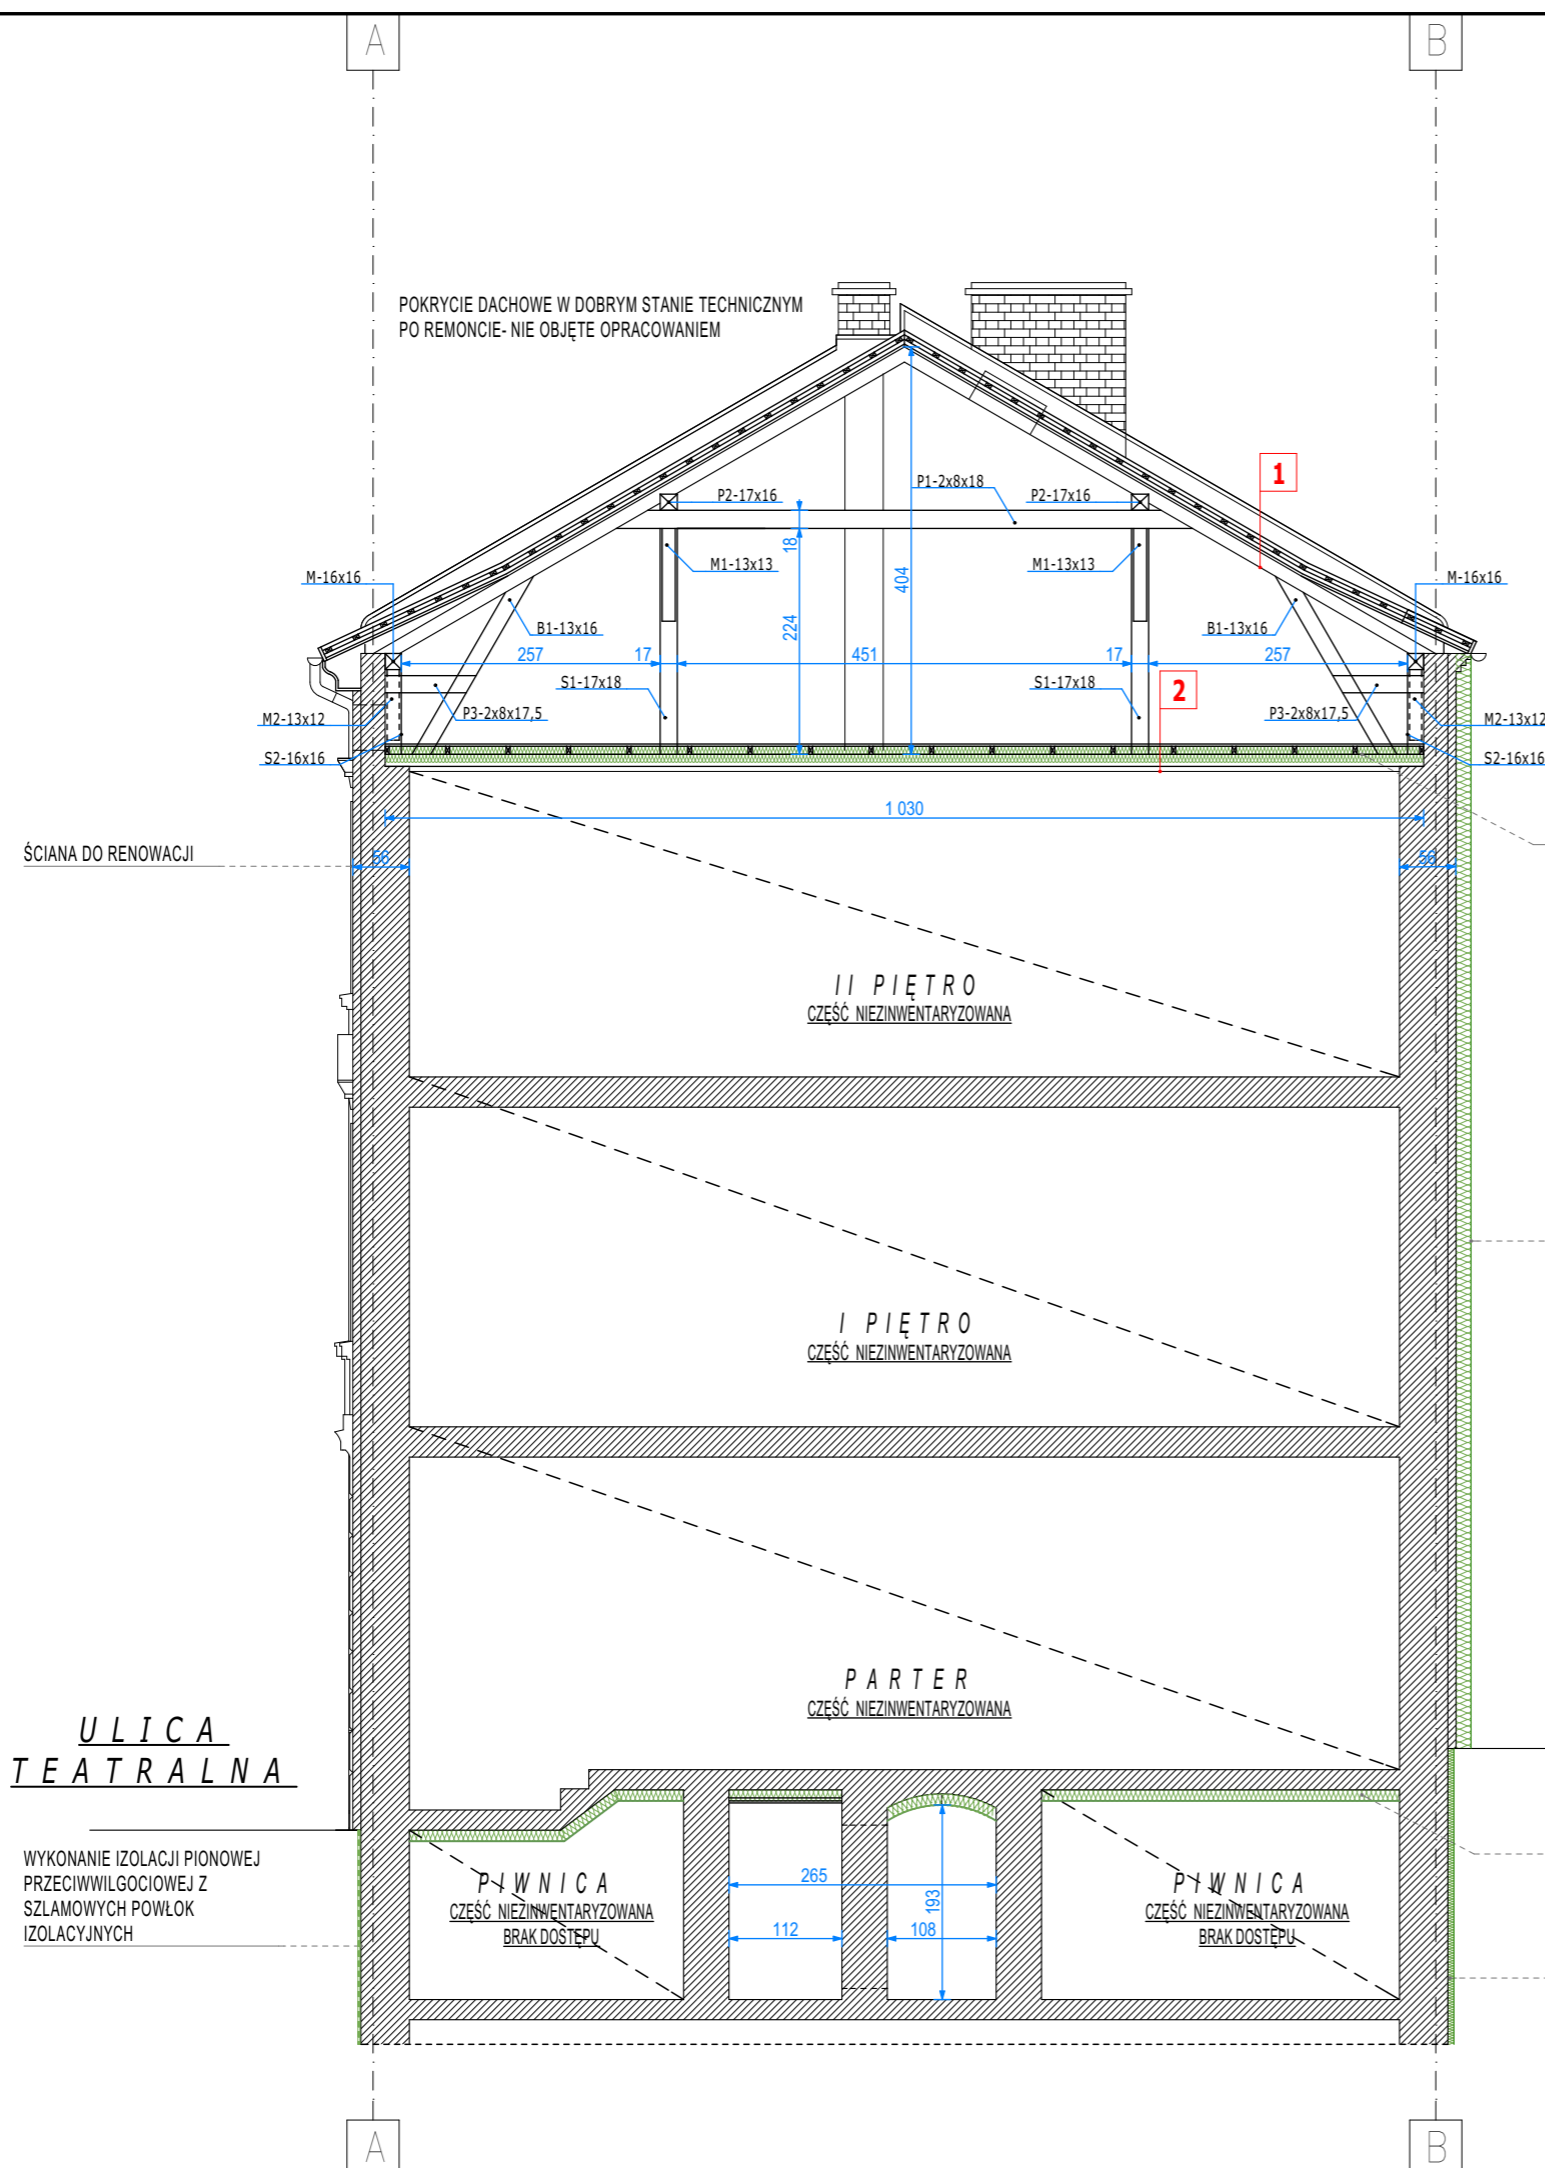 A
B
POKRYCIE DACHOWE W DOBRYM STANIE TECHNICZNYM
PO REMONCIE- NIE OBJĘTE OPRACOWANIEM
1
P2-17x16
P1-2x8x18
P2-17x16
18
M1-13x13
M1-13x13
404
M-16x16
M-16x16
224
B1-13x16
B1-13x16
257
17
451
17
257
S1-17x18
S1-17x18
2
M2-13x12
P3-2x8x17,5
P3-2x8x17,5
M2-13x12
S2-16x16
S2-16x16
1 030
ŚCIANA DO RENOWACJI
56
56
II PIĘTRO
CZĘŚĆ NIEZINWENTARYZOWANA
I PIĘTRO
CZĘŚĆ NIEZINWENTARYZOWANA
PARTER
CZĘŚĆ NIEZINWENTARYZOWANA
ULICA
TEATRALNA
WYKONANIE IZOLACJI PIONOWEJ
PRZECIWWILGOCIOWEJ Z
SZLAMOWYCH POWŁOK
IZOLACYJNYCH
PIWNICA
CZĘŚĆ NIEZINWENTARYZOWANA
BRAK DOSTĘPU
265
193
112
108
PIWNICA
CZĘŚĆ NIEZINWENTARYZOWANA
BRAK DOSTĘPU
A
B